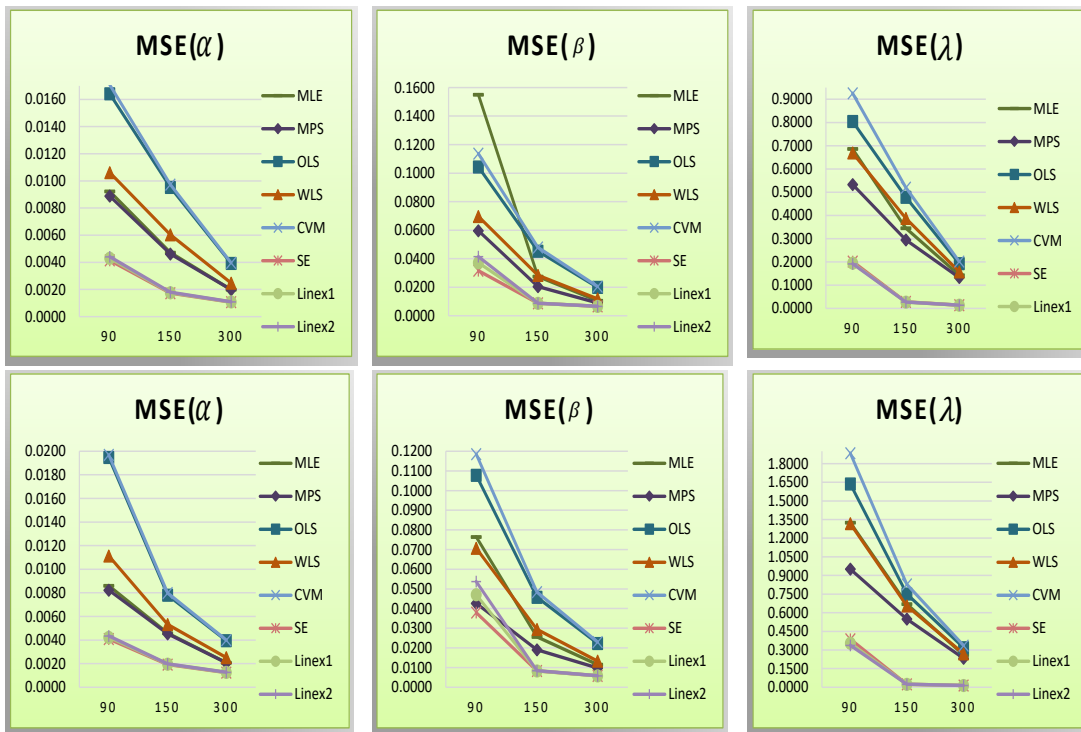 MSE(α)
0.0160
0.0140
0.0120
0.0100
0.0080
0.0060
0.0040
0.0020
0.0000
90 150 300
MLE
MPS
OLS
WLS
CVM
SE
Linex1
Linex2
MSE(β)
0.1600
0.1400
0.1200
0.1000
0.0800
0.0600
0.0400
0.0200
0.0000
90 150 300
MLE
MPS
OLS
WLS
CVM
SE
Linex1
Linex2
MSE(λ)
0.9000
0.8000
0.7000
0.6000
0.5000
0.4000
0.3000
0.2000
0.1000
0.0000
90 150 300
MLE
MPS
OLS
WLS
CVM
SE
Linex1
MSE(α)
0.0200
0.0180
0.0160
0.0140
0.0120
0.0100
0.0080
0.0060
0.0040
0.0020
0.0000
90 150 300
MLE
MPS
OLS
WLS
CVM
SE
Linex1
Linex2
MSE(β)
0.1200
0.1100
0.1000
0.0900
0.0800
0.0700
0.0600
0.0500
0.0400
0.0300
0.0200
0.0100
0.0000
90 150 300
MLE
MPS
OLS
WLS
CVM
SE
Linex1
Linex2
MSE(λ)
1.8000
1.6500
1.5000
1.3500
1.2000
1.0500
0.9000
0.7500
0.6000
0.4500
0.3000
0.1500
0.0000
90 150 300
MLE
MPS
OLS
WLS
CVM
SE
Linex1
Linex2